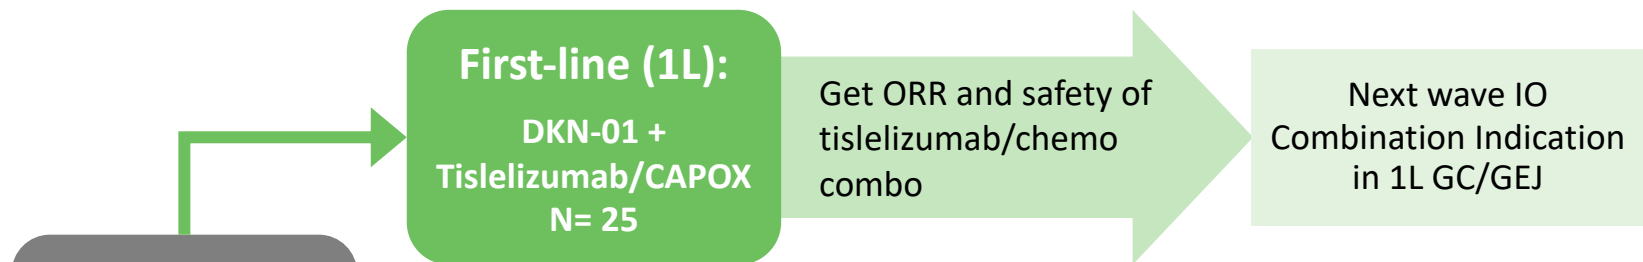 First-line (1L):
DKN-01 +
Tislelizumab/CAPOX
N= 25
Get ORR and safety of
tislelizumab/chemo
combo
Next wave IO
Combination Indication
in 1L GC/GEJ